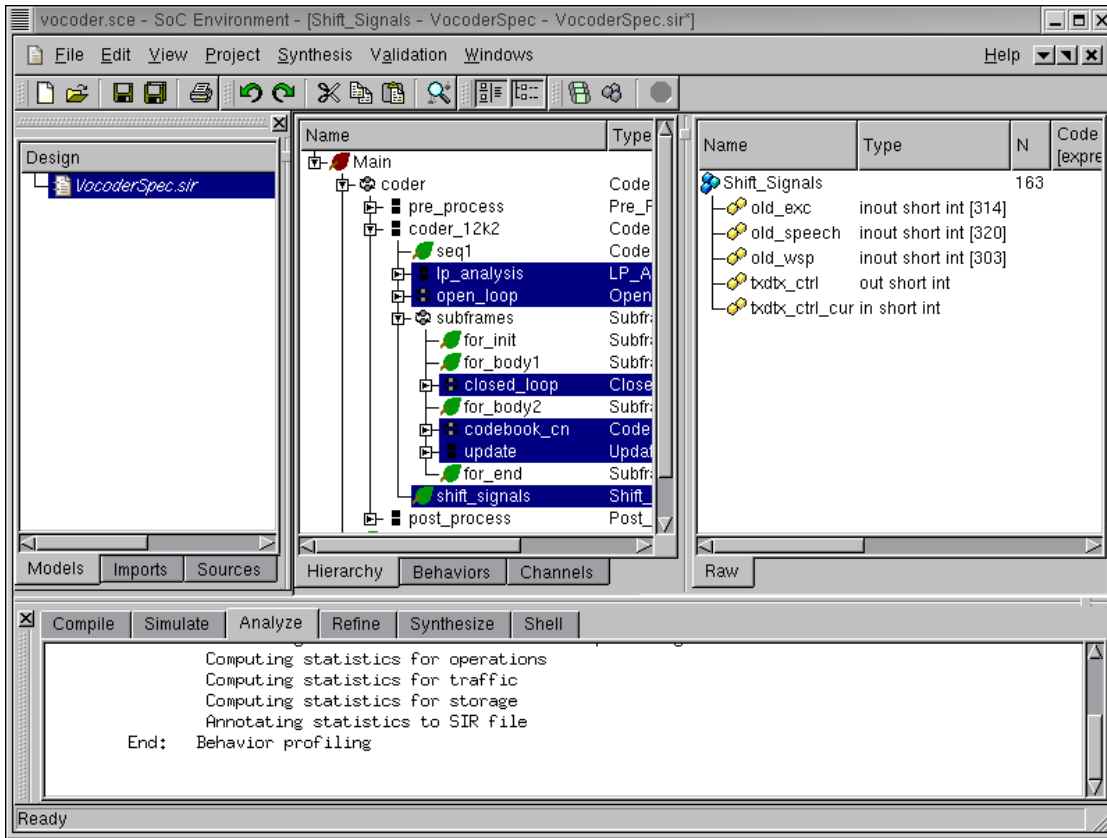 vocoder.sce - SoC Environment - [Shift_Signals - VocoderSpec - VocoderSpec.sir*]
File Edit View Project Synthesis Validation Windows Help
Design
VocoderSpec.sir
Models Imports Sources
Name Type
Main
coder Code
pre_process Pre_P
coder_12k2 Code
seq1 Code
lp_analysis LP_A
open_loop Open
subframes Subfr
for_init Subfr
for_body1 Subfr
closed_loop Close
for_body2 Subfr
codebook_cn Code
update Updat
for_end Subfr
shift_signals Shift_
post_process Post_
Hierarchy Behaviors Channels
Name Type N Code
[expre
Shift_Signals 163
old_exc inout short int [314]
old_speech inout short int [320]
old_wsp inout short int [303]
txdtx_ctrl out short int
txdtx_ctrl_cur in short int
Raw
Compile Simulate Analyze Refine Synthesize Shell
Computing statistics for operations
Computing statistics for traffic
Computing statistics for storage
Annotating statistics to SIR file
End: Behavior profiling
Ready